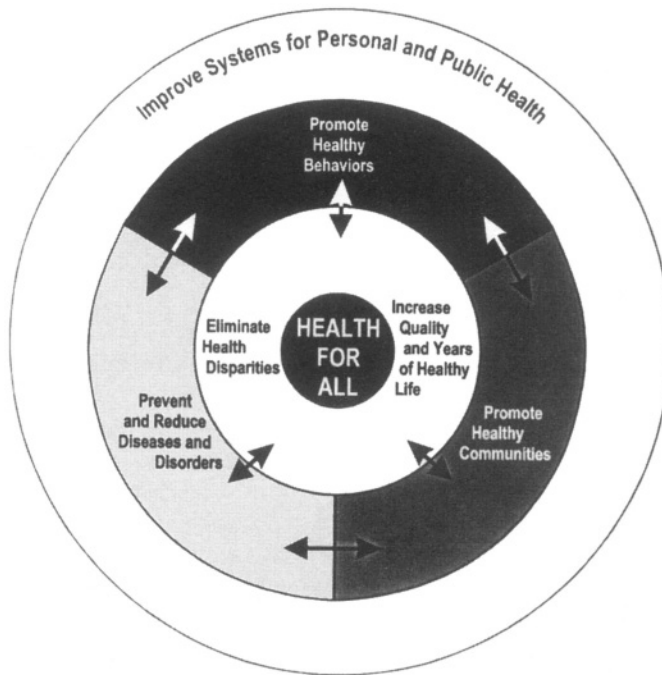 Improve Systems for Personal and Public Health
Promote
Healthy
Behaviors
Eliminate
Health
Disparities
HEALTH
FOR
ALL
Increase
Quality
and Years
of Healthy
Life
Prevent
and Reduce
Diseases and
Disorders
Promote
Healthy
Communities